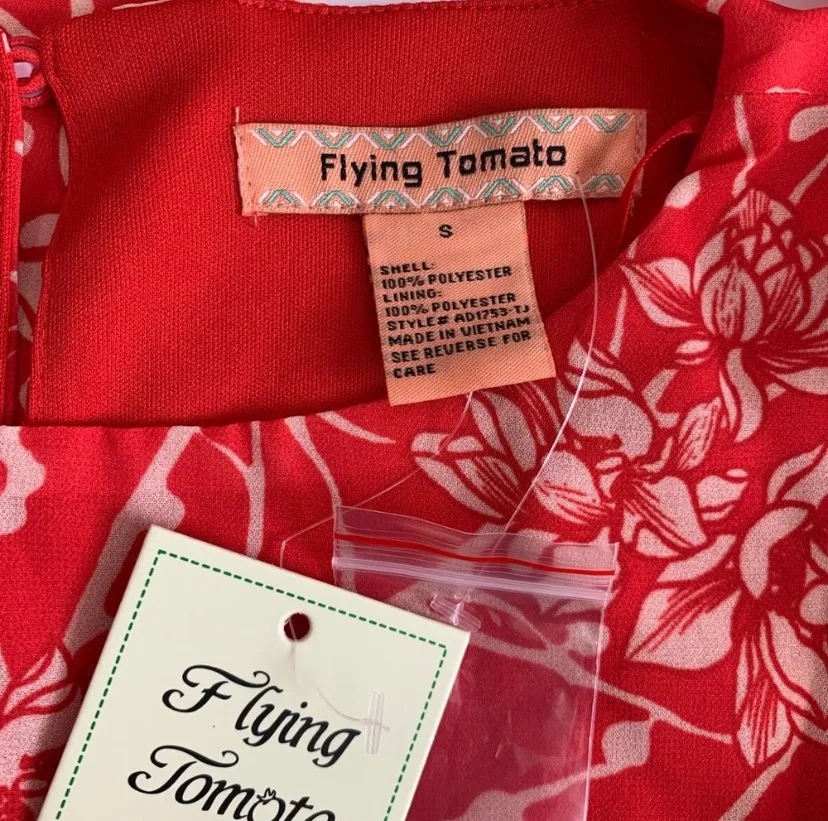 Flying Tomato
S
SHELL:
100% POLYESTER
LINING:
100% POLYESTER
STYLE# AD1753-TJ
MADE IN VIETNAM
SEE REVERSE FOR
CARE
Flying
Tomato